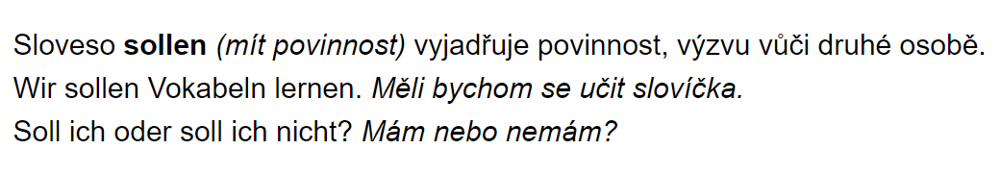 Sloveso sollen (mít povinnost) vyjadřuje povinnost, výzvu vůči druhé osobě.
Wir sollen Vokabeln lernen. Měli bychom se učit slovíčka.
Soll ich oder soll ich nicht? Mám nebo nemám?